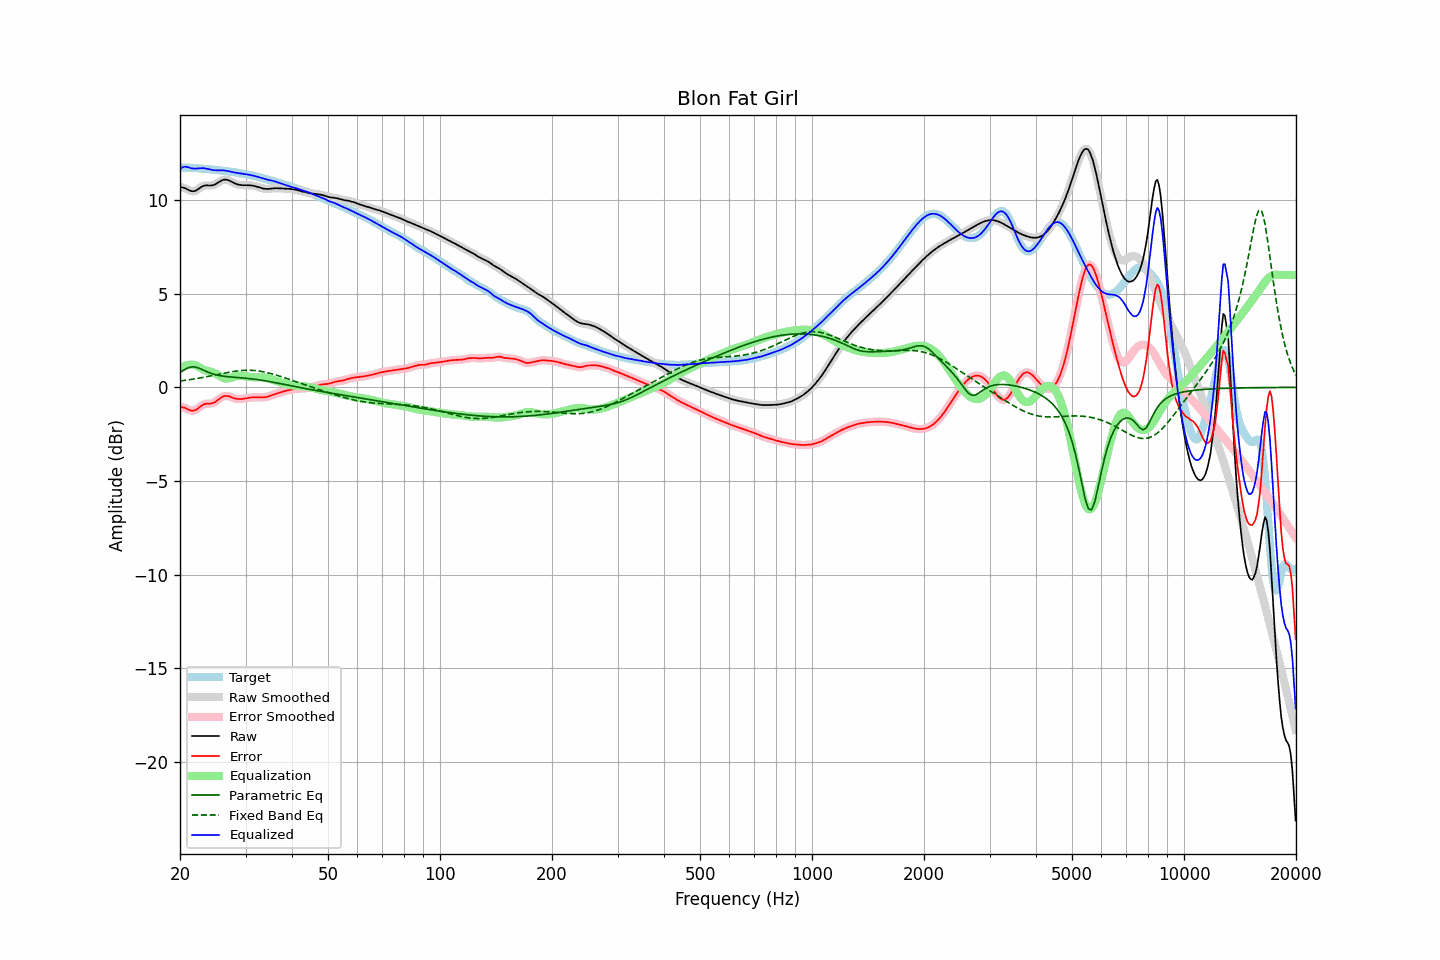 Blon Fat Girl
Amplitude (dBr)
10
5
0
−5
−10
−15
−20
Target
Raw Smoothed
Error Smoothed
Raw
Error
Equalization
Parametric Eq
Fixed Band Eq
Equalized
20 50 100 200 500 1000 2000 5000 10000 20000
Frequency (Hz)